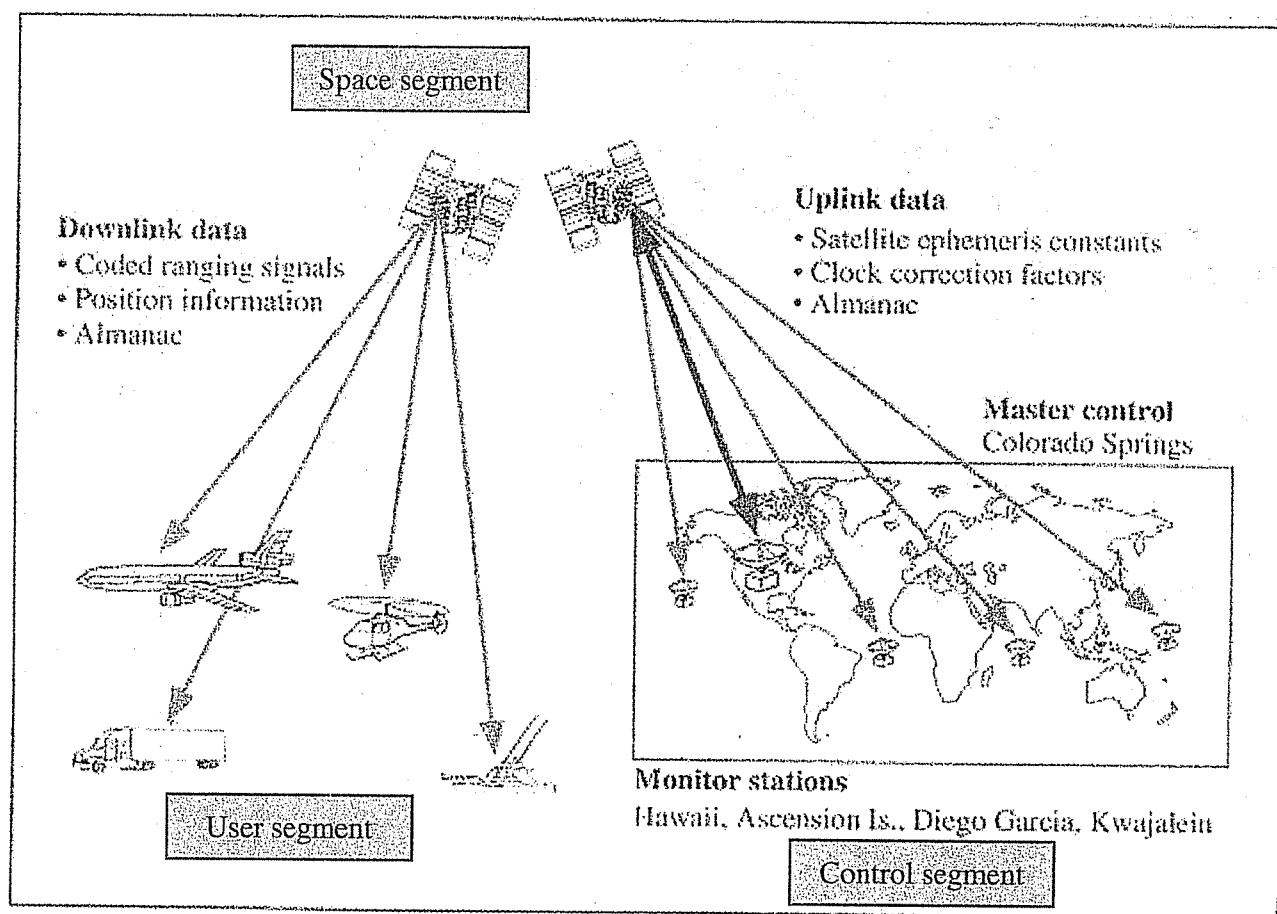 Space segment
Downlink data
• Coded ranging signals
• Position information
• Almanac
Uplink data
• Satellite ephemeris constants
• Clock correction factors
• Almanac
Master control
Colorado Springs
Monitor stations
Hawaii, Ascension Is., Diego Garcia, Kwajalein
User segment
Control segment